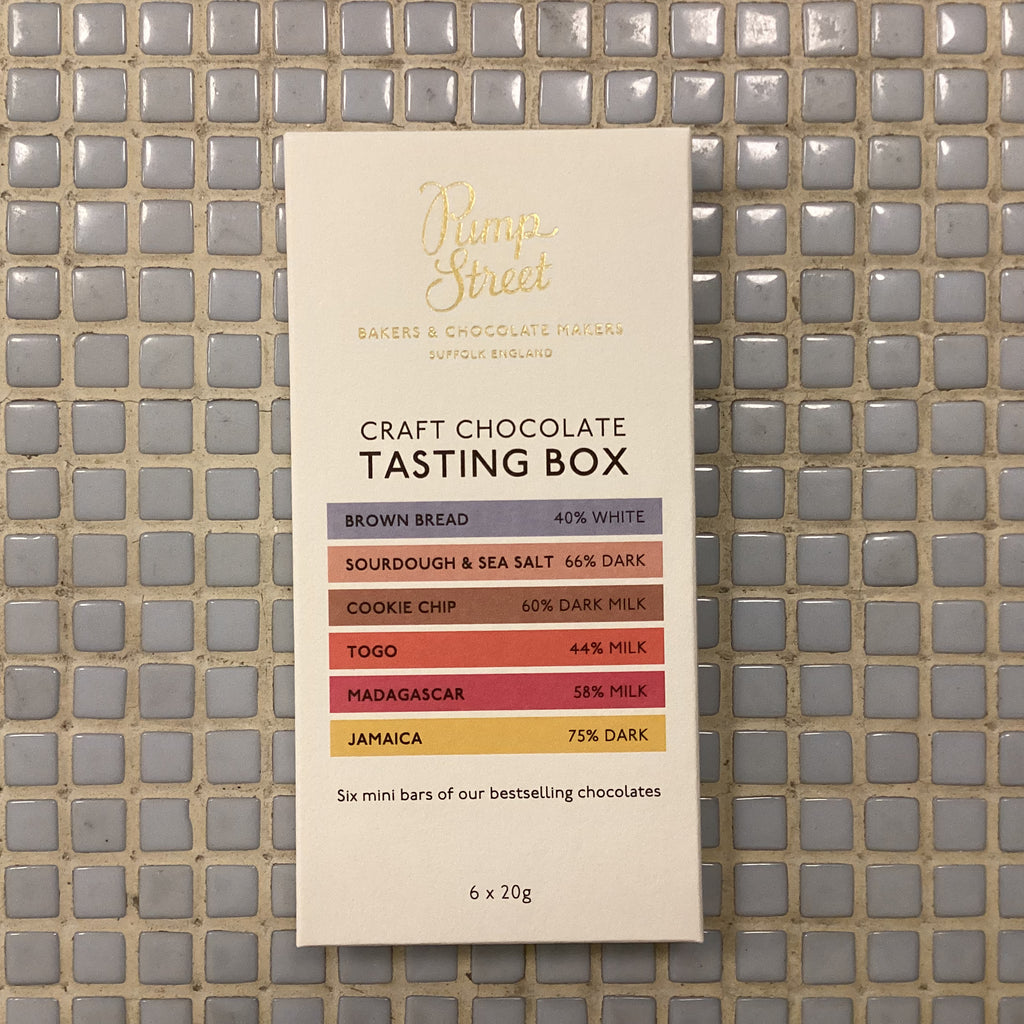 Pump
Street
BAKERS & CHOCOLATE MAKERS
SUFFOLK ENGLAND
CRAFT CHOCOLATE
TASTING BOX
BROWN BREAD 40% WHITE
SOURDOUGH & SEA SALT 66% DARK
COOKIE CHIP 60% DARK MILK
TOGO 44% MILK
MADAGASCAR 58% MILK
JAMAICA 75% DARK
Six mini bars of our bestselling chocolates
6 x 20g